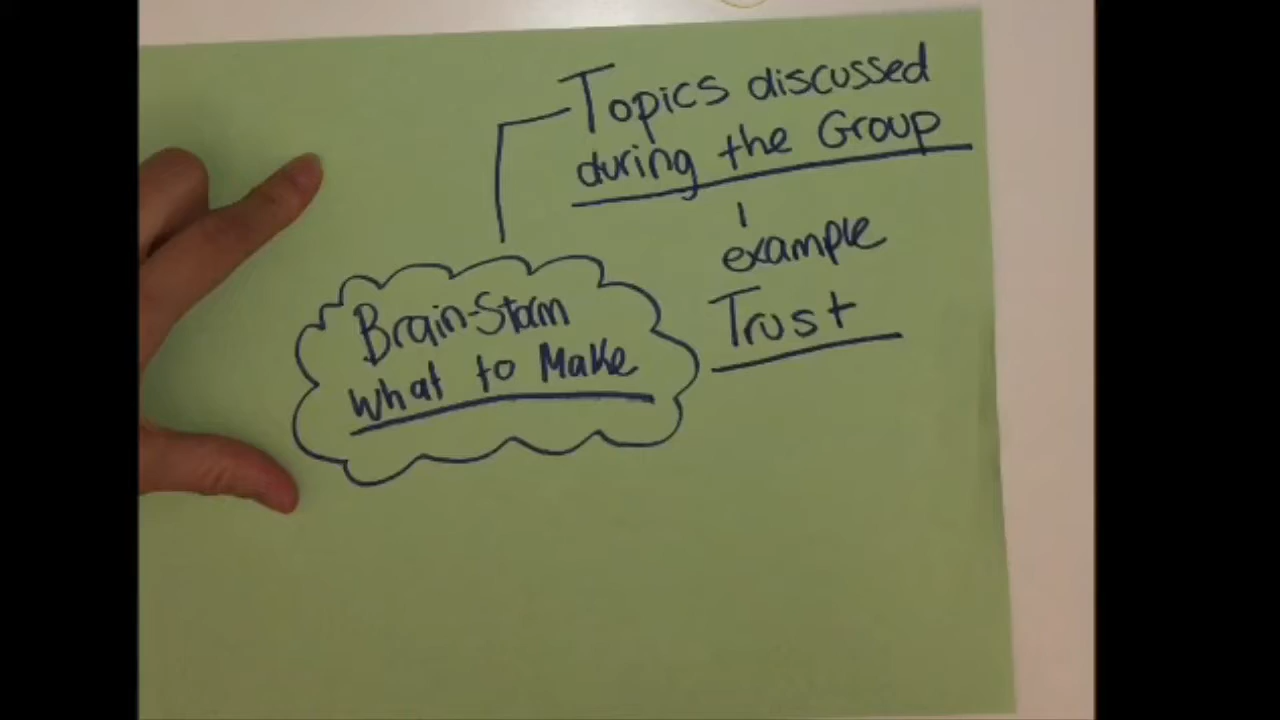 Topics discussed
during the Group
example
Trust
Brain-Storm
what to Make